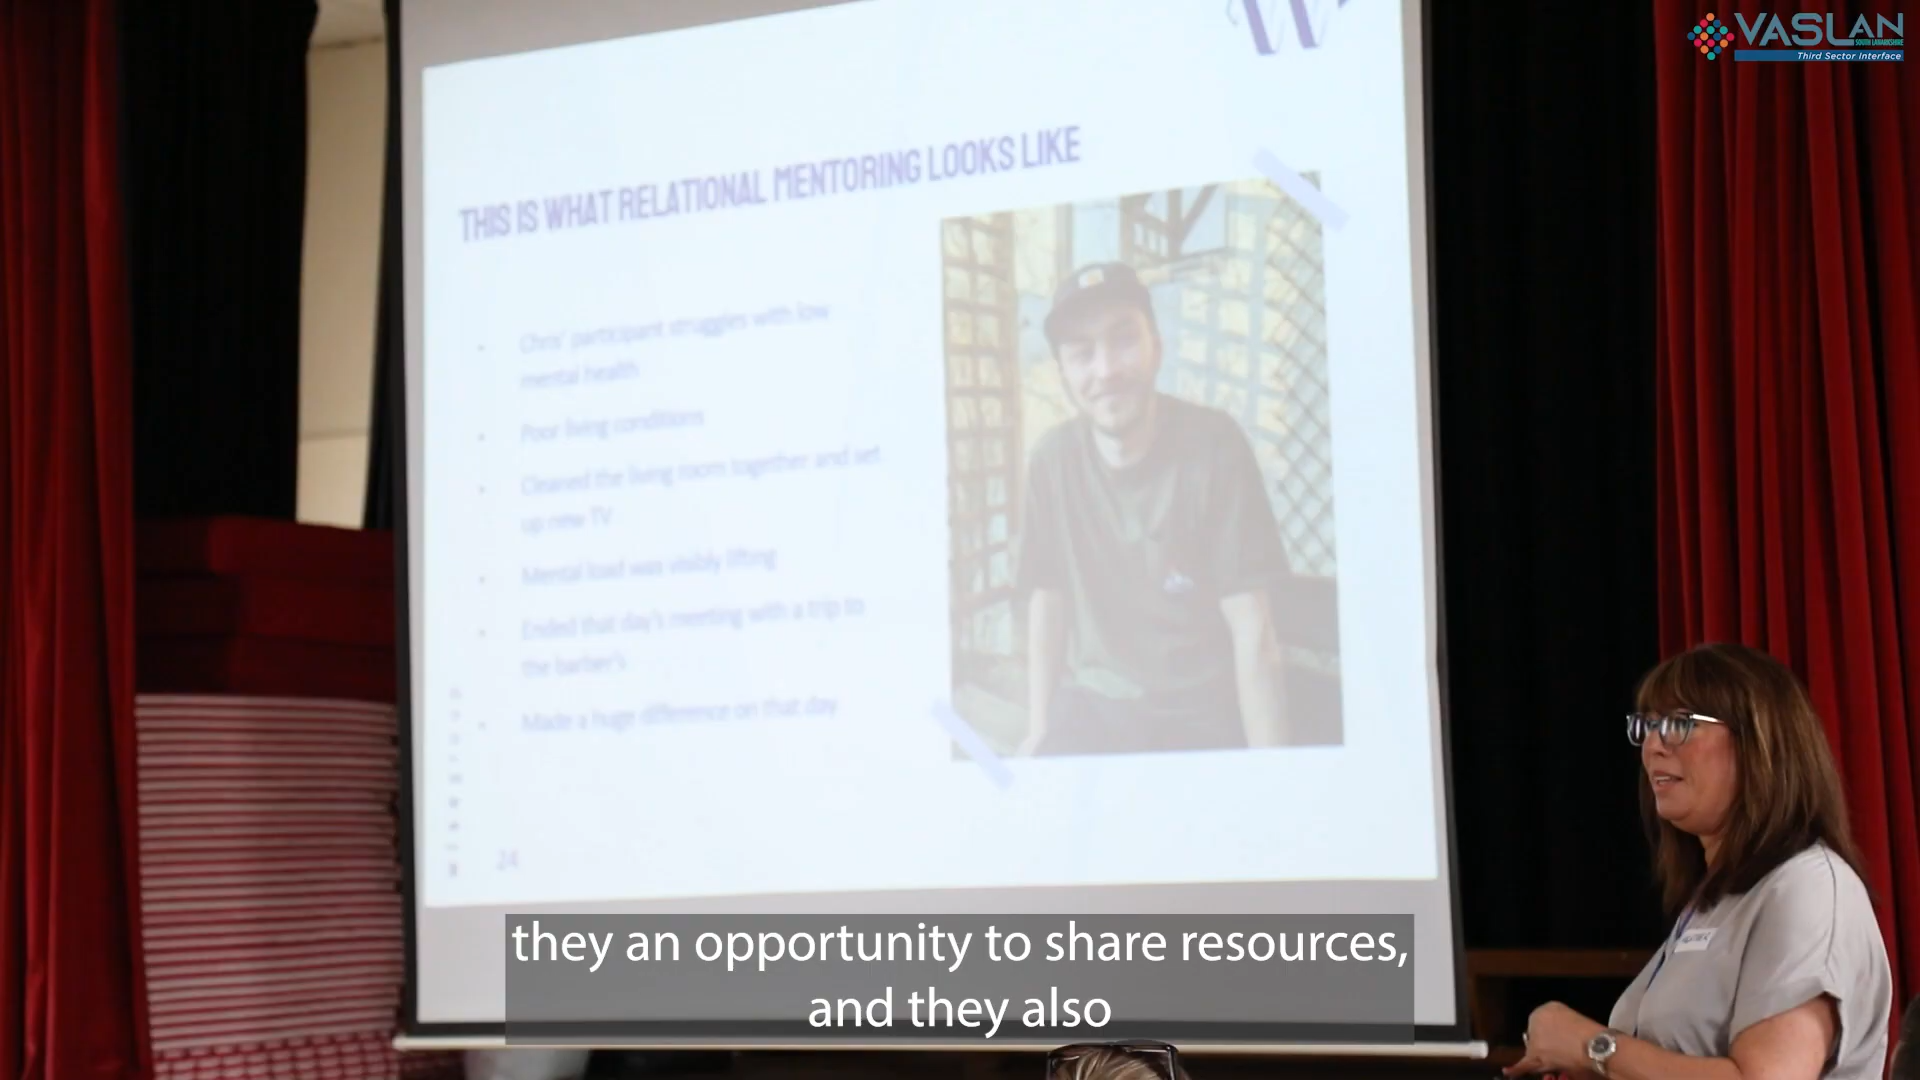 VASLAN
SOUTH LANARKSHIRE
Third Sector Interface
W
THIS IS WHAT RELATIONAL MENTORING LOOKS LIKE
Chris' participant struggles with low
mental health
Poor living conditions
Cleaned the living room together and set
up new TV
Mental load was visibly lifting
Ended that day's meeting with a trip to
the barber's
Made a huge difference on that day
24
they an opportunity to share resources,
and they also